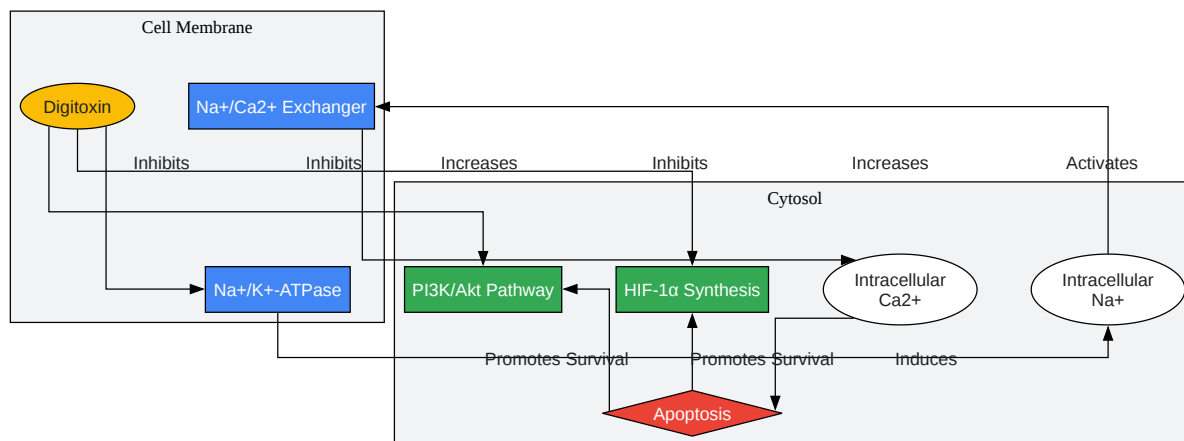 Cell Membrane
Digitoxin
Na+/Ca2+ Exchanger
Inhibits
Inhibits
Increases
Inhibits
Increases
Activates
Cytosol
Na+/K+-ATPase
PI3K/Akt Pathway
HIF-1α Synthesis
Intracellular
Ca2+
Intracellular
Na+
Promotes Survival
Promotes Survival
Induces
Apoptosis